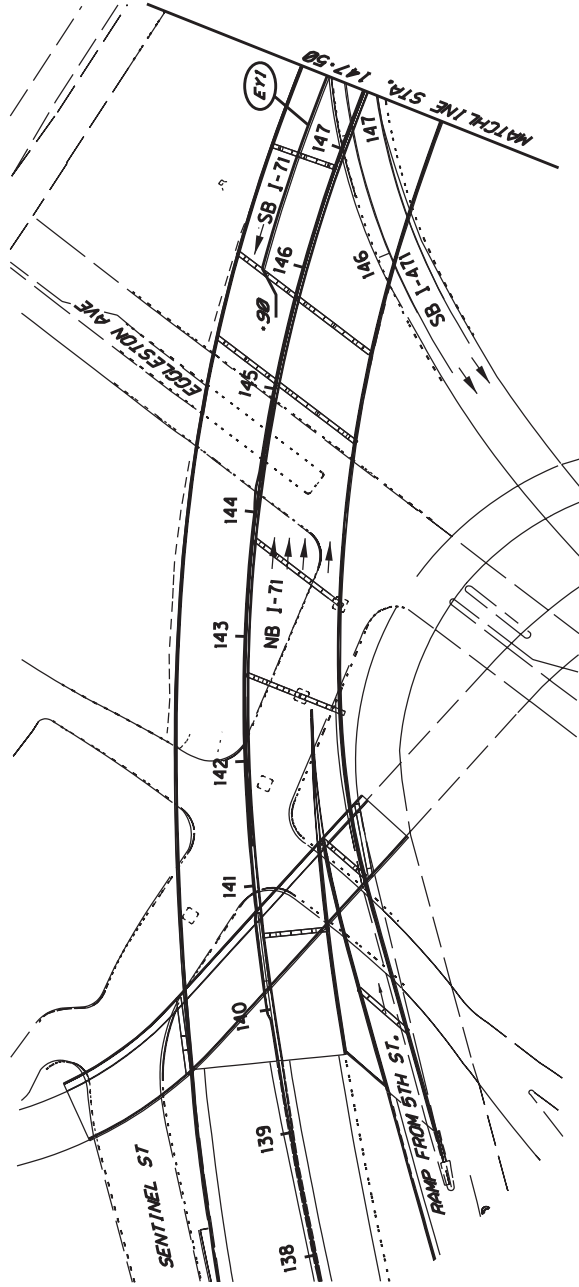 MATCHLINE STA. 147+50
EY1
147
147
SB I-71
146
146
.90
SB I-471
EGGLESTON AVE
145
144
NB I-71
143
142
141
140
RAMP FROM 5TH ST.
139
SENTINEL ST
138